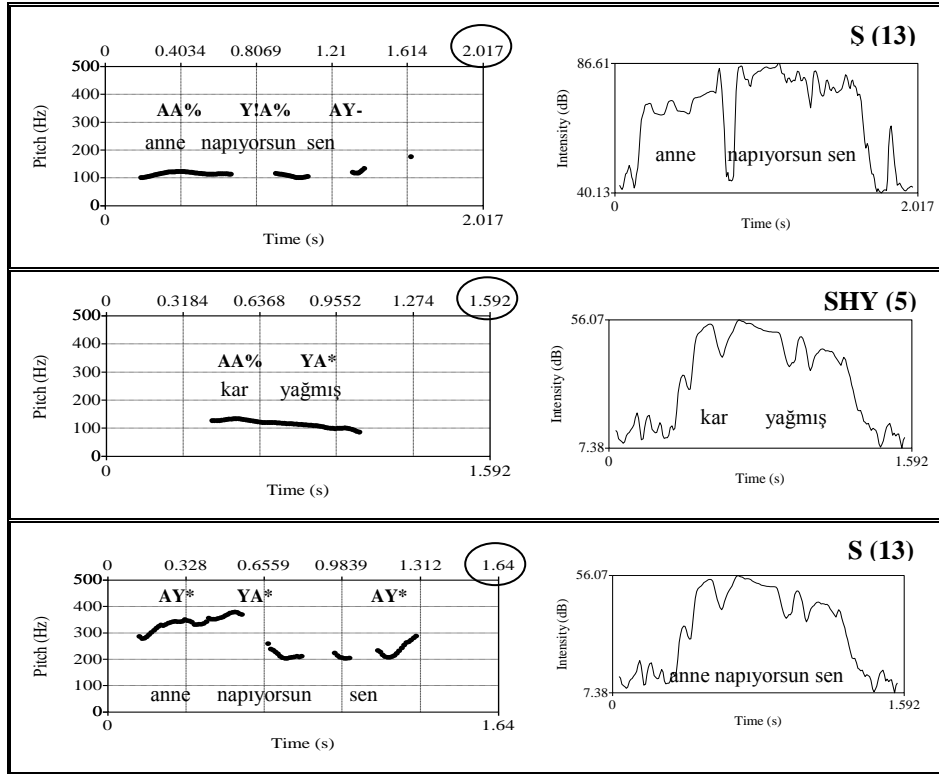 0 0.4034 0.8069 1.21 1.614 2.017
Ş (13)
500
400
300
200
100
0
Pitch (Hz)
AA% Y!A% AY-
anne napıyorsun sen
0 2.017
Time (s)
86.61
Intensity (dB)
40.13
anne napıyorsun sen
0 2.017
Time (s)
0 0.3184 0.6368 0.9552 1.274 1.592
SHY (5)
500
400
300
200
100
0
Pitch (Hz)
AA% YA*
kar yağmış
0 1.592
Time (s)
56.07
Intensity (dB)
7.38
kar yağmış
0 1.592
Time (s)
0 0.328 0.6559 0.9839 1.312 1.64
S (13)
500
400
300
200
100
0
Pitch (Hz)
AY* YA* AY*
anne napıyorsun sen
0 1.64
Time (s)
56.07
Intensity (dB)
7.38
anne napıyorsun sen
0 1.592
Time (s)